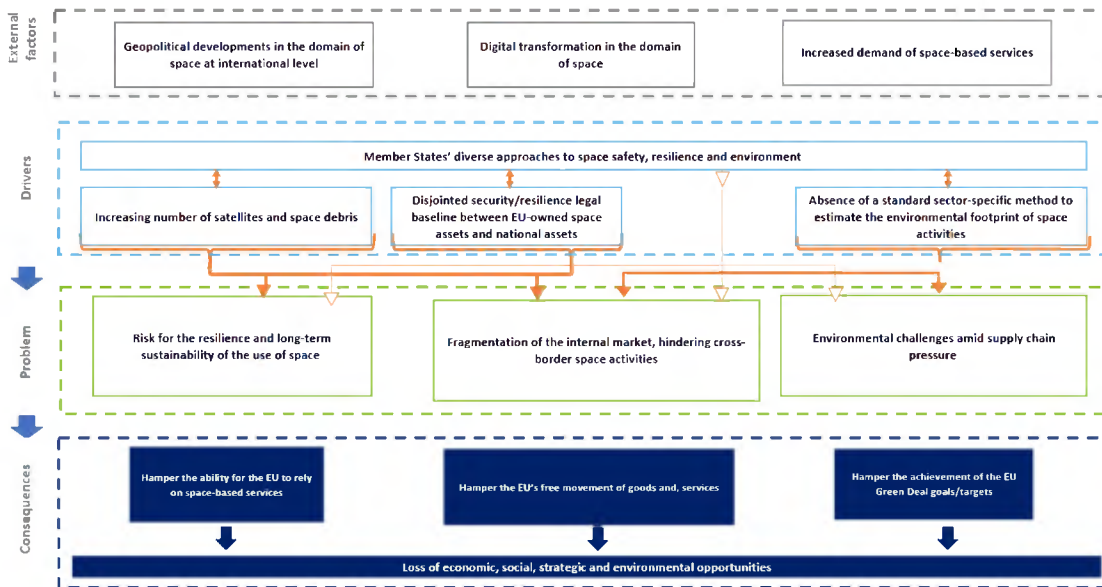 External
factors
Geopolitical developments in the domain of
space at international level
Digital transformation in the domain
of space
Increased demand of space-based services
Drivers
Member States' diverse approaches to space safety, resilience and environment
Increasing number of satellites and space debris
Disjointed security/resilience legal
baseline between EU-owned space
assets and national assets
Absence of a standard sector-specific method to
estimate the environmental footprint of space
activities
Problem
Risk for the resilience and long-term
sustainability of the use of space
Fragmentation of the internal market, hindering cross-
border space activities
Environmental challenges amid supply chain
pressure
Consequences
Hamper the ability for the EU to rely
on space-based services
Hamper the EU's free movement of goods and, services
Hamper the achievement of the EU
Green Deal goals/targets
Loss of economic, social, strategic and environmental opportunities